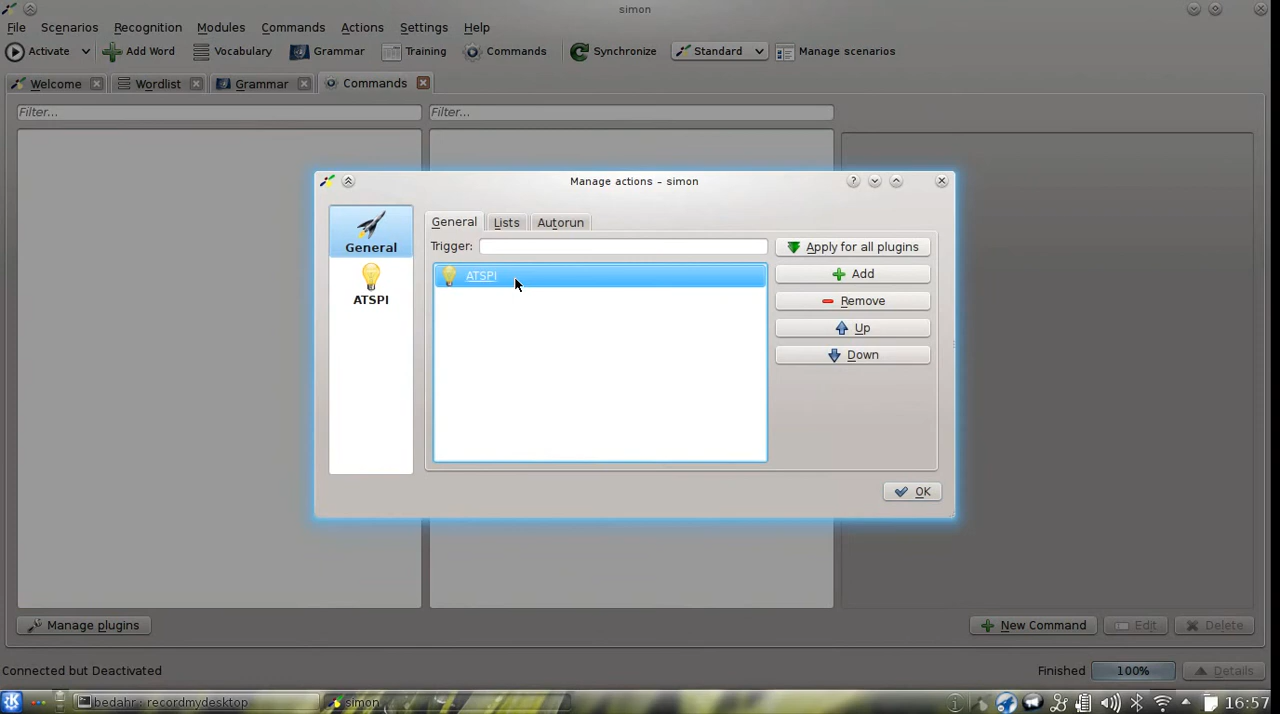 simon
File Scenarios Recognition Modules Commands Actions Settings Help
Activate Add Word Vocabulary Grammar Training Commands Synchronize Standard Manage scenarios
Welcome Wordlist Grammar Commands
Filter... Filter...
Manage actions – simon
General Lists Autorun
Trigger: Apply for all plugins
General
ATSPI Add
ATSPI
Remove
Up
Down
OK
Manage plugins New Command Edit Delete
Connected but Deactivated Finished 100% Details
bedahr : recordmydesktop simon 16:57